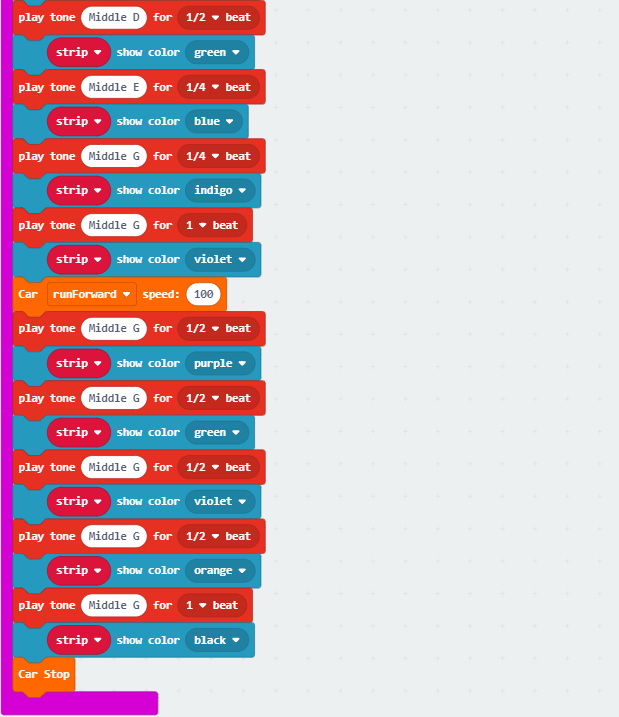 play tone Middle D for 1/2 beat
strip show color green
play tone Middle E for 1/4 beat
strip show color blue
play tone Middle G for 1/4 beat
strip show color indigo
play tone Middle G for 1 beat
strip show color violet
Car runForward speed: 100
play tone Middle G for 1/2 beat
strip show color purple
play tone Middle G for 1/2 beat
strip show color green
play tone Middle G for 1/2 beat
strip show color violet
play tone Middle G for 1/2 beat
strip show color orange
play tone Middle G for 1 beat
strip show color black
Car Stop